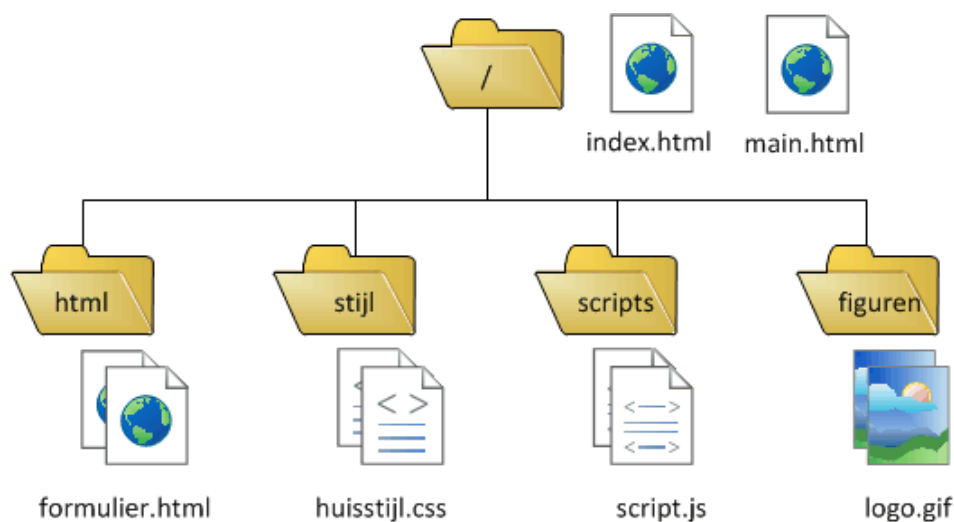 /
index.html
main.html
html
stijl
scripts
figuren
formulier.html
huisstijl.css
script.js
logo.gif